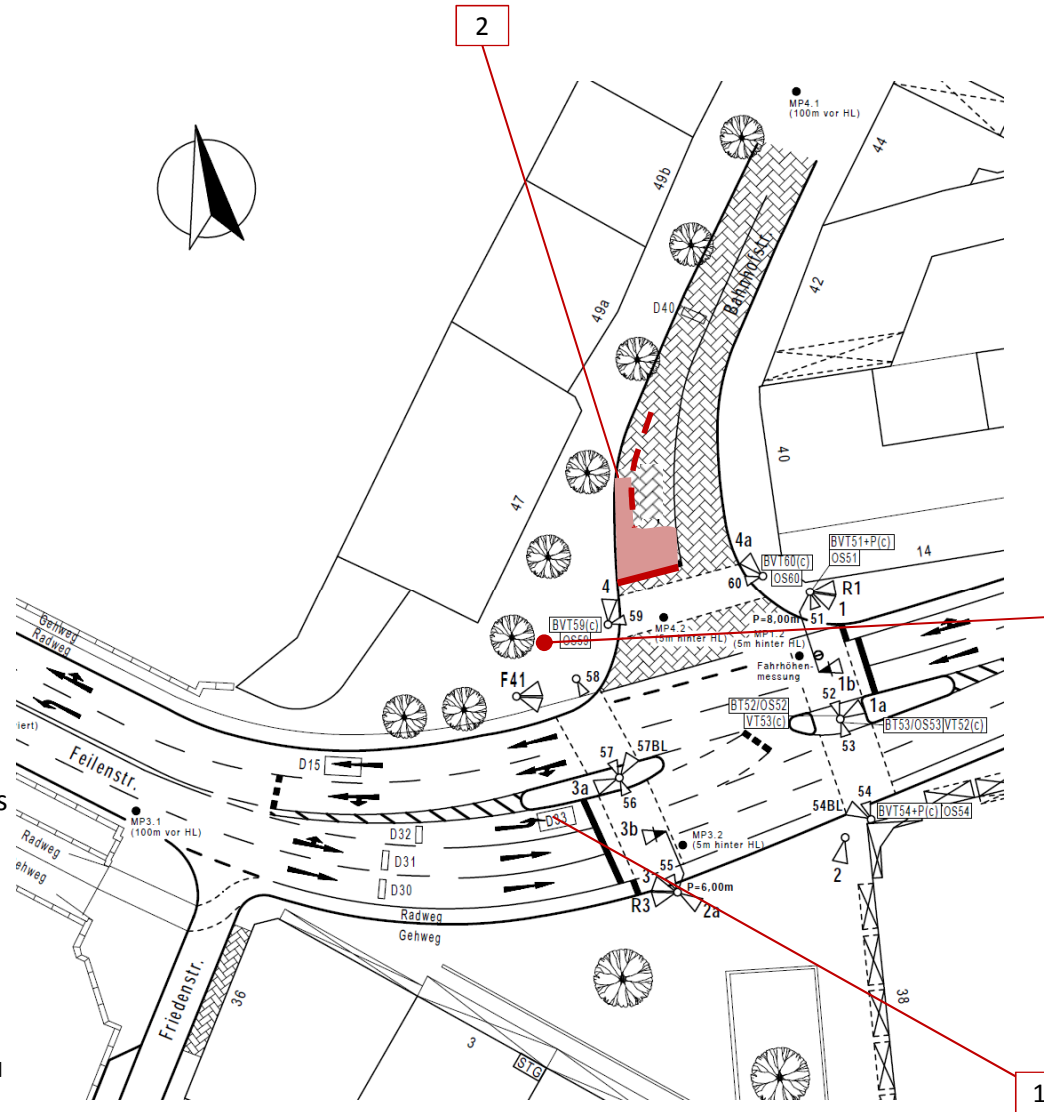 2
MP4.1
(100m vor HL)
44
49b
Bahnhofstr.
42
49a
D40
40
47
4a
BVT51+P(c)
OS51
14
BVT60(c)
OS60
60
R1
4
1
59
BVT59(c)
OS59
MP4.2
(5m hinter HL)
P=8,00m
51
MP1.2
(5m hinter HL)
Gehweg
Radweg
58
Fahrhöhen-
messung
1b
F41
52
1a
BT52/OS52
VT53(c)
BT53/OS53
VT52(c)
53
57
57BL
iert)
D15
Feilenstr.
3a
56
54
54BL
BVT54+P(c)
OS54
s
MP3.1
(100m vor HL)
D33
D32
3b
MP3.2
(5m hinter HL)
Radweg
D31
ehweg
55
2
3
P=6,00m
D30
R3
2a
Radweg
Gehweg
Friedenstr.
36
38
3
STG
1